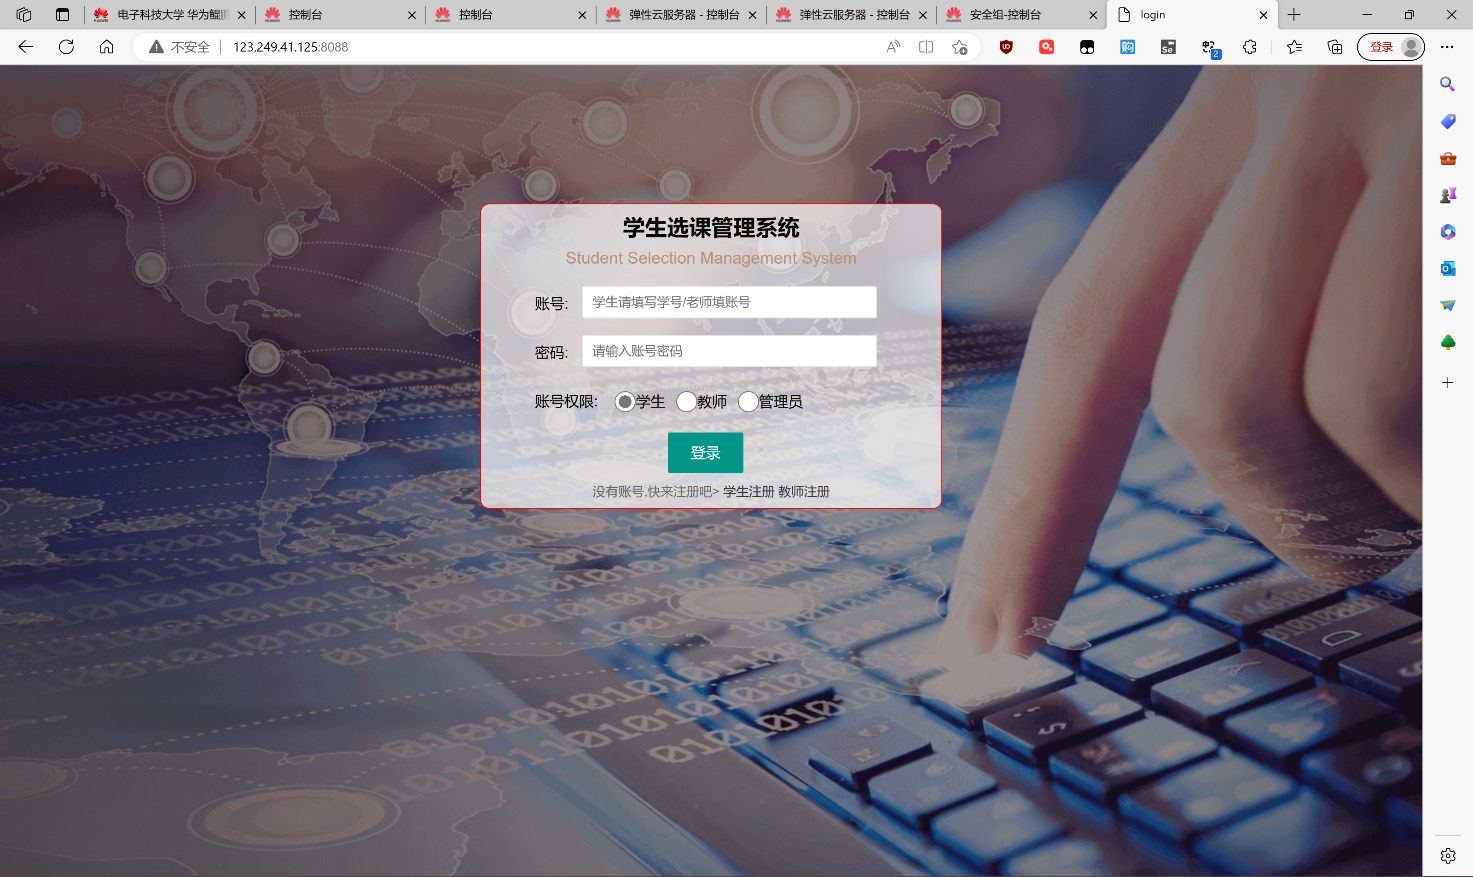 电子科技大学 华为鲲鹏
控制台
控制台
弹性云服务器 - 控制台
弹性云服务器 - 控制台
安全组-控制台
login
不安全
123.249.41.125:8088
登录
学生选课管理系统
Student Selection Management System
账号:
学生请填写学号/老师填账号
密码:
请输入账号密码
账号权限: 学生 教师 管理员
登录
没有账号,快来注册吧> 学生注册 教师注册